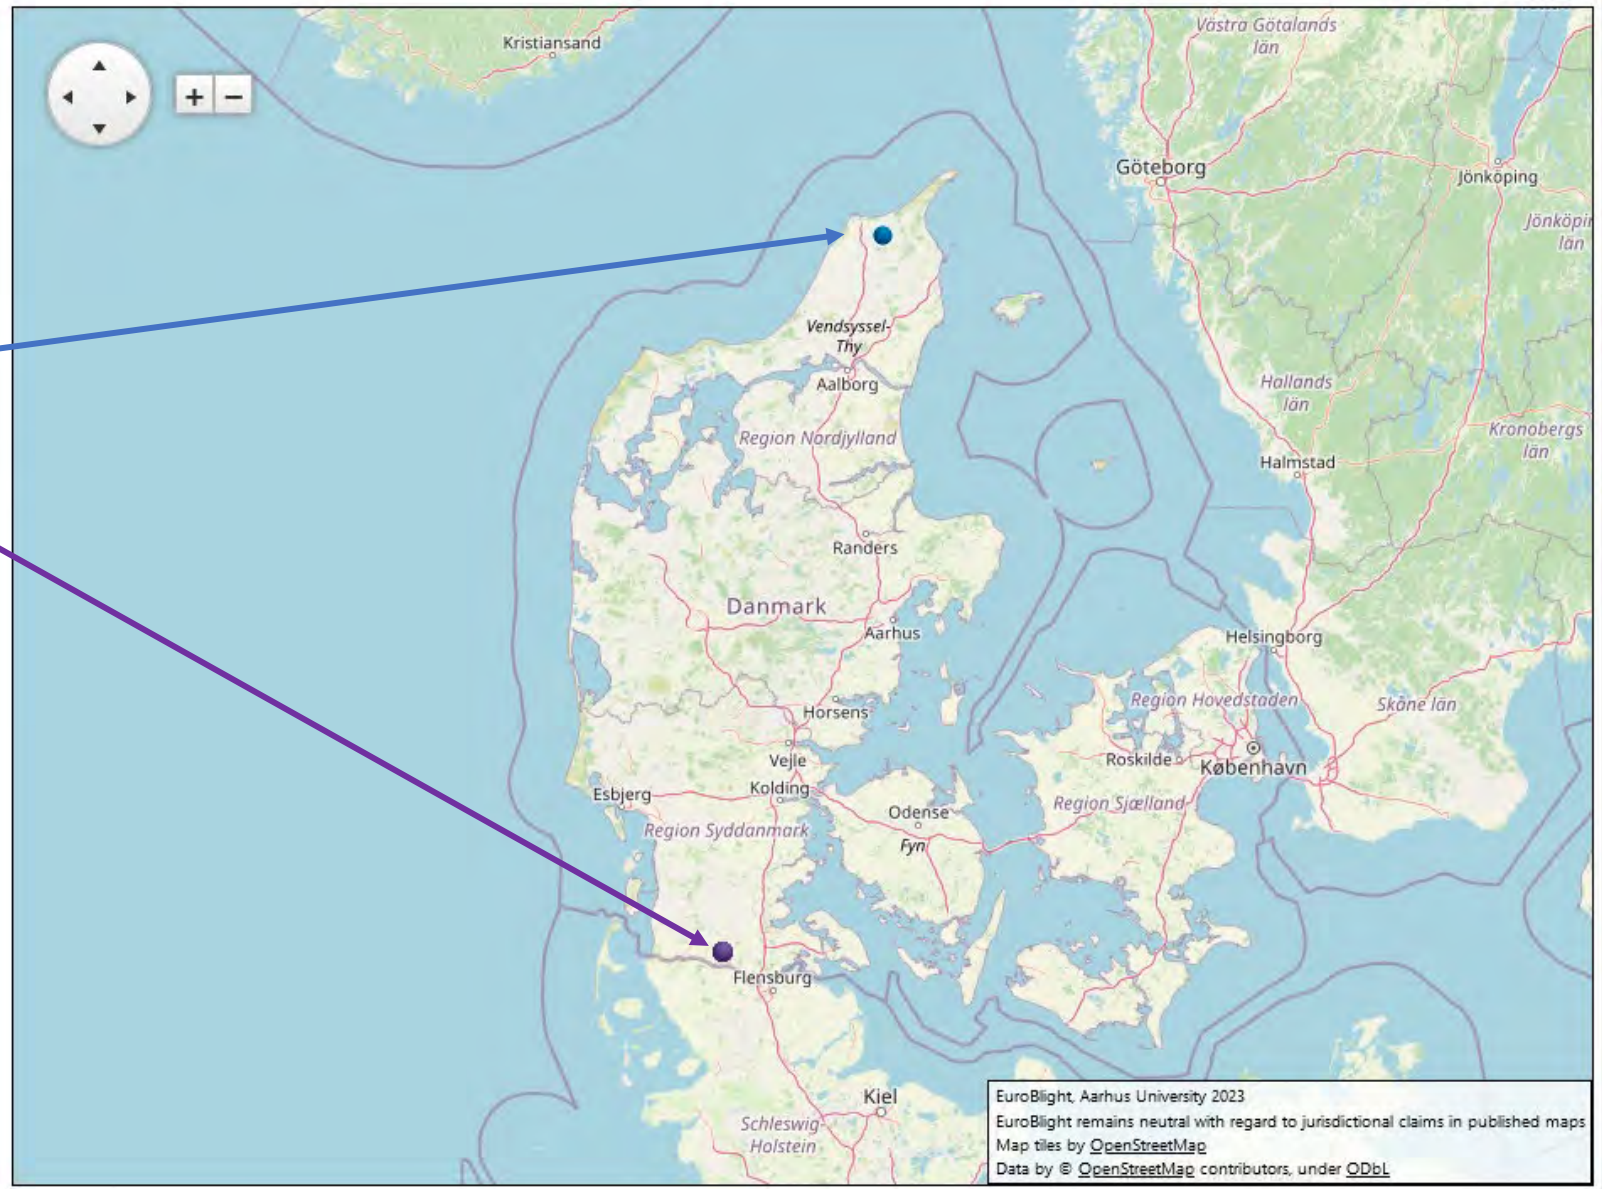 Västra Götalands
län
Kristiansand
+ −
Göteborg
Jönköping
Jönköpin
län
Vendsyssel-
Thy
Aalborg
Hallands
län
Region Nordjylland
Kronobergs
län
Halmstad
Randers
Danmark
Aarhus
Helsingborg
Region Hovedstaden
Skåne län
Horsens
Vejle
Roskilde
København
Kolding
Esbjerg
Region Sjælland
Odense
Region Syddanmark
Fyn
Flensburg
Kiel
Schleswig-
Holstein
EuroBlight, Aarhus University 2023
EuroBlight remains neutral with regard to jurisdictional claims in published maps
Map tiles by OpenStreetMap
Data by © OpenStreetMap contributors, under ODbL